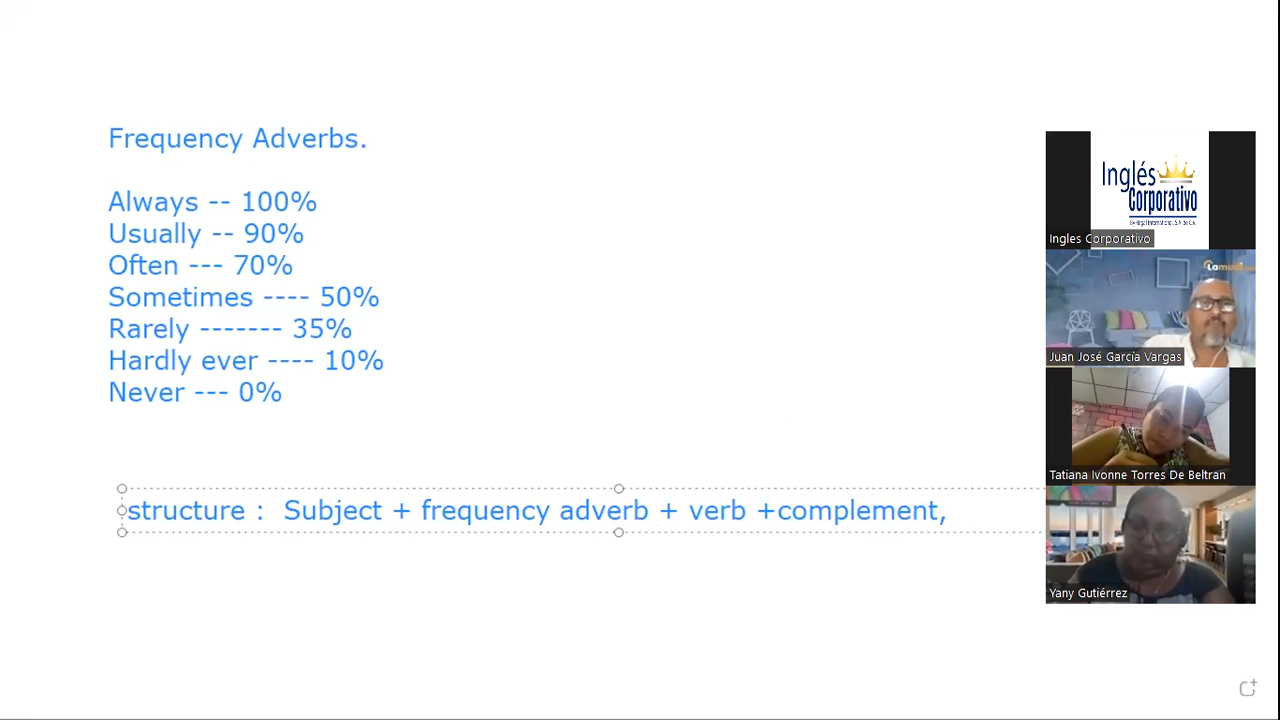 Frequency Adverbs.
Always -- 100%
Usually -- 90%
Often --- 70%
Sometimes ---- 50%
Rarely ------- 35%
Hardly ever ---- 10%
Never --- 0%
structure :  Subject + frequency adverb + verb +complement,
Inglés
Corporativo
Ingles Corporativo
Juan José García Vargas
Tatiana Ivonne Torres De Beltran
Yany Gutiérrez